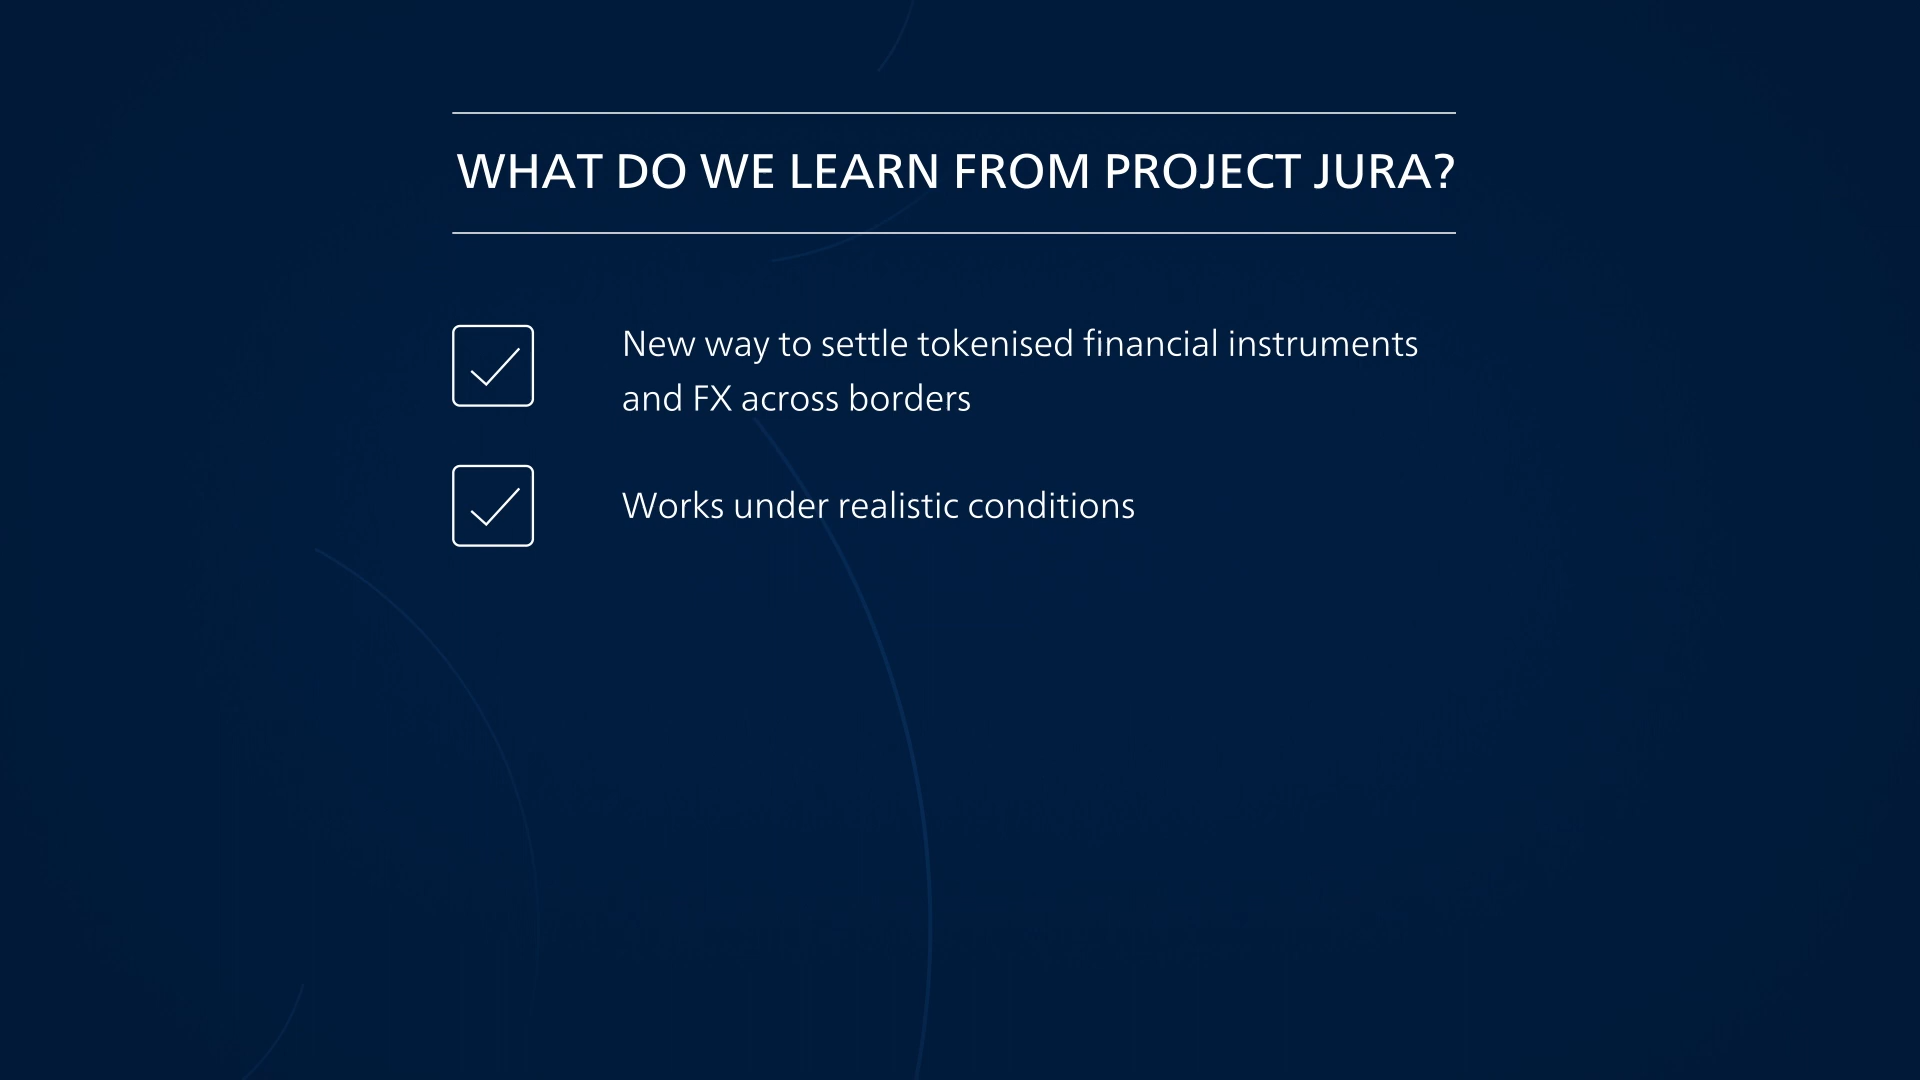 WHAT DO WE LEARN FROM PROJECT JURA?
New way to settle tokenised financial instruments
and FX across borders
Works under realistic conditions